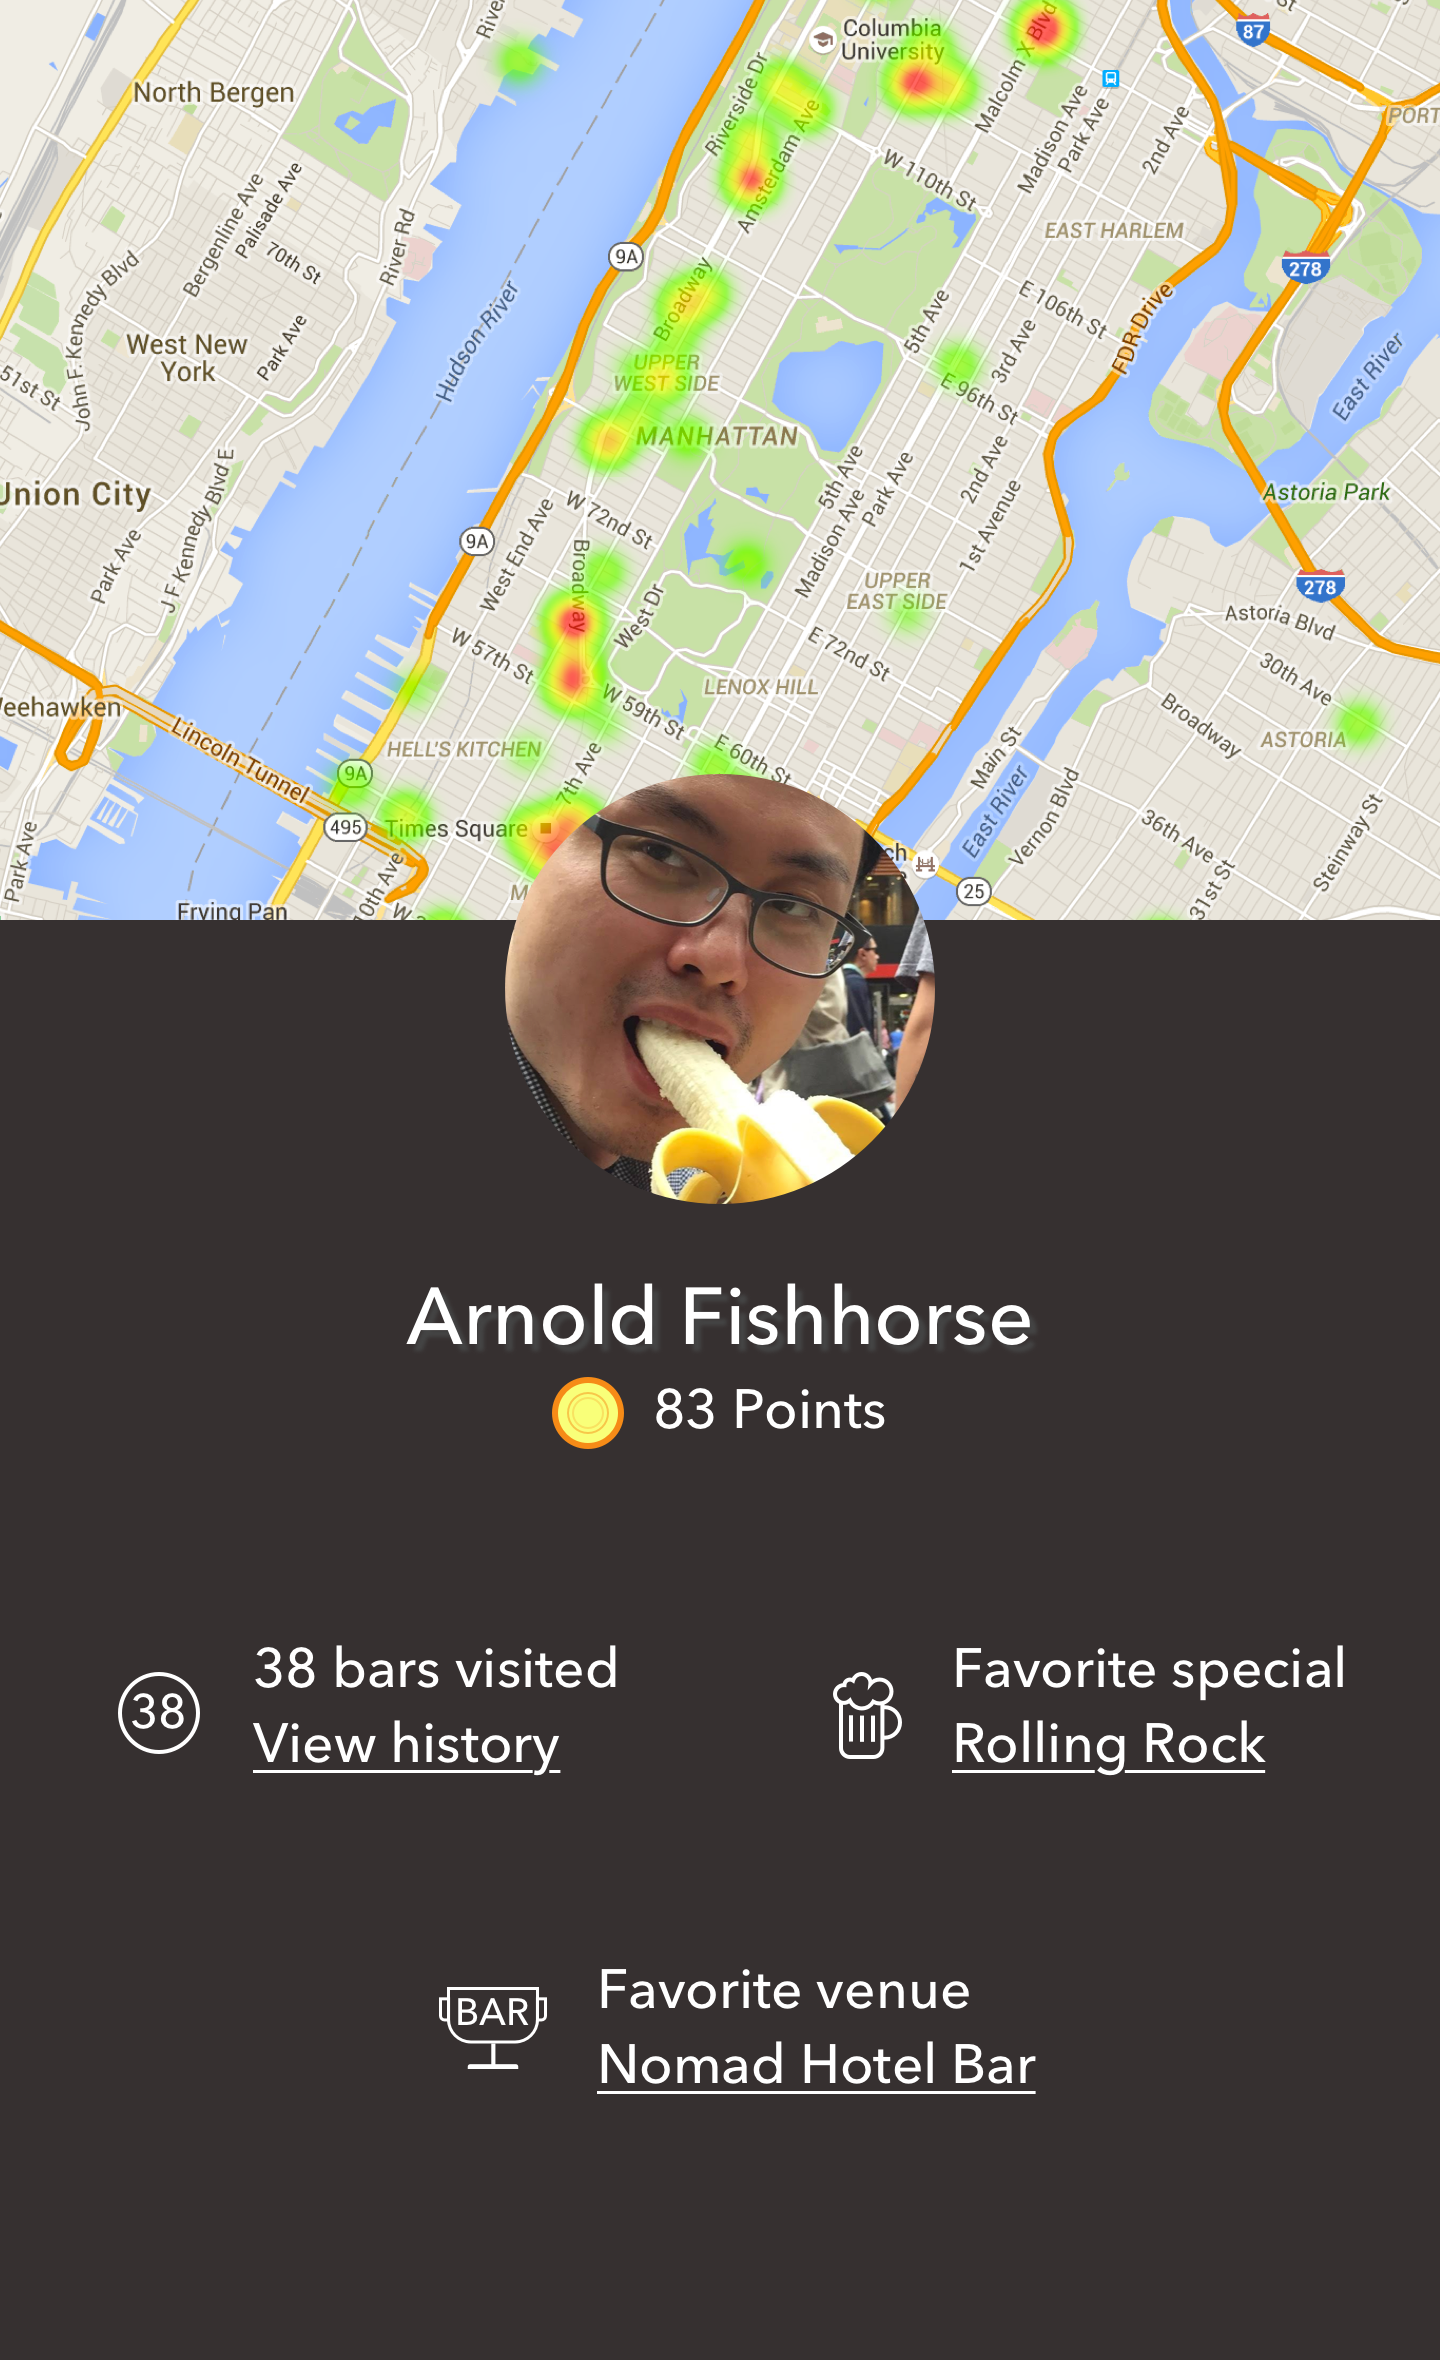 River
Columbia
University
87
North Bergen
Riverside Dr
Malcolm X Blvd
Madison Ave
Park Ave
2nd Ave
PORT
Bergenline Ave
Palisade Ave
Amsterdam Ave
W 110th St
EAST HARLEM
70th St
River Rd
9A
278
John F. Kennedy Blvd
Hudson River
Broadway
5th Ave
E 106th St
FDR Drive
West New
York
Park Ave
UPPER
WEST SIDE
3rd Ave
East River
51st St
E 96th St
MANHATTAN
Union City
J F Kennedy Blvd E
5th Ave
Park Ave
2nd Ave
Astoria Park
W 72nd St
Madison Ave
1st Avenue
9A
West End Ave
Broadway
Park Ave
UPPER
EAST SIDE
278
West Dr
Astoria Blvd
W 57th St
E 72nd St
30th Ave
LENOX HILL
Weehawken
W 59th St
Broadway
Lincoln Tunnel
HELL'S KITCHEN
E 60th St
Main St
ASTORIA
9A
7th Ave
East River
Vernon Blvd
495
Times Square
36th Ave
Steinway St
Park Ave
10th Ave
ch
25
31st St
M
Frying Pan
W
Arnold Fishhorse
83 Points
38
38 bars visited
View history
Favorite special
Rolling Rock
BAR
Favorite venue
Nomad Hotel Bar